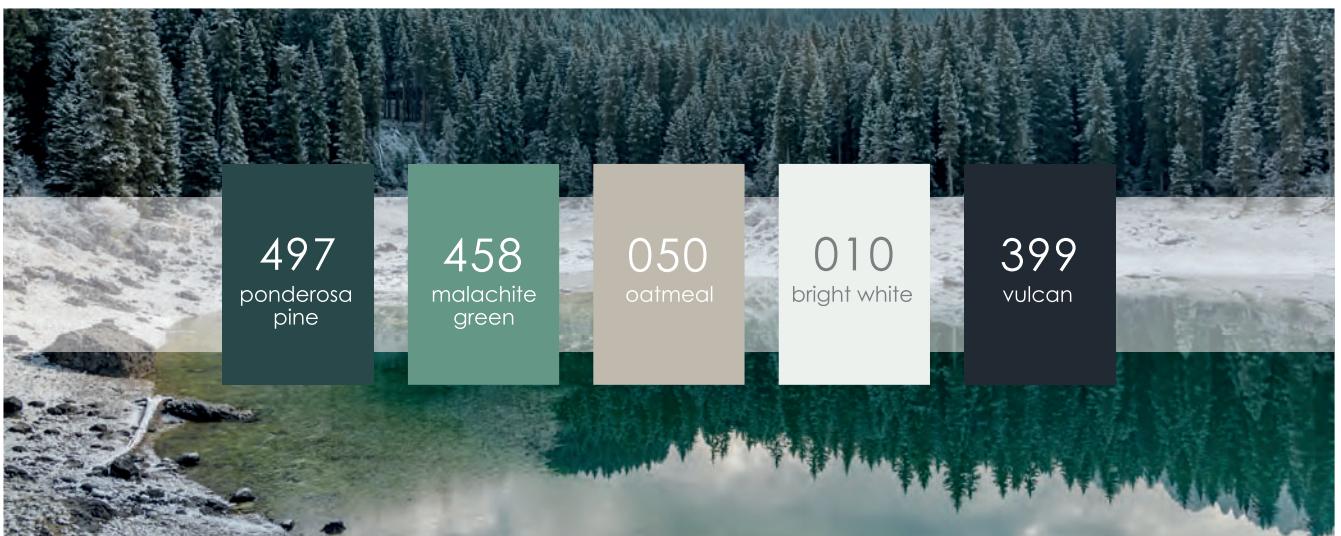 497
ponderosa
pine
458
malachite
green
050
oatmeal
010
bright white
399
vulcan